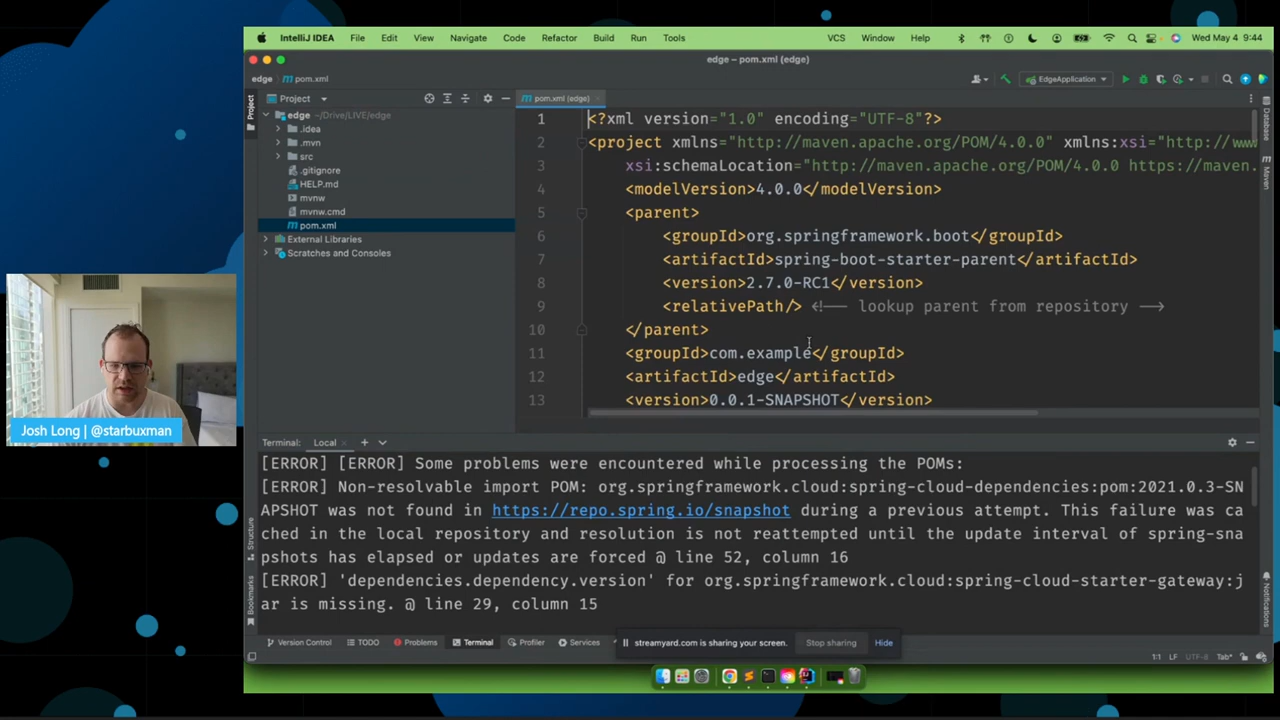 IntelliJ IDEA File Edit View Navigate Code Refactor Build Run Tools VCS Window Help Wed May 4 9:44
edge – pom.xml (edge)
edge pom.xml
EdgeApplication
Project
Project
pom.xml (edge)
Database
Maven
edge ~/Drive/LIVE/edge
.idea
.mvn
src
.gitignore
HELP.md
mvnw
mvnw.cmd
pom.xml
External Libraries
Scratches and Consoles
1 <?xml version="1.0" encoding="UTF-8"?>
2 <project xmlns="http://maven.apache.org/POM/4.0.0" xmlns:xsi="http://ww
3 xsi:schemaLocation="http://maven.apache.org/POM/4.0.0 https://maven.
4 <modelVersion>4.0.0</modelVersion>
5 <parent>
6 <groupId>org.springframework.boot</groupId>
7 <artifactId>spring-boot-starter-parent</artifactId>
8 <version>2.7.0-RC1</version>
9 <relativePath/> <!-- lookup parent from repository -->
10 </parent>
11 <groupId>com.example</groupId>
12 <artifactId>edge</artifactId>
13 <version>0.0.1-SNAPSHOT</version>
Josh Long | @starbuxman
Terminal: Local
[ERROR] [ERROR] Some problems were encountered while processing the POMs:
[ERROR] Non-resolvable import POM: org.springframework.cloud:spring-cloud-dependencies:pom:2021.0.3-SN
APSHOT was not found in https://repo.spring.io/snapshot during a previous attempt. This failure was ca
ched in the local repository and resolution is not reattempted until the update interval of spring-sna
pshots has elapsed or updates are forced @ line 52, column 16
[ERROR] 'dependencies.dependency.version' for org.springframework.cloud:spring-cloud-starter-gateway:j
ar is missing. @ line 29, column 15
Structure
Bookmarks
Notifications
Version Control TODO Problems Terminal Profiler Services
streamyard.com is sharing your screen. Stop sharing Hide
1:1 LF UTF-8 Tab*